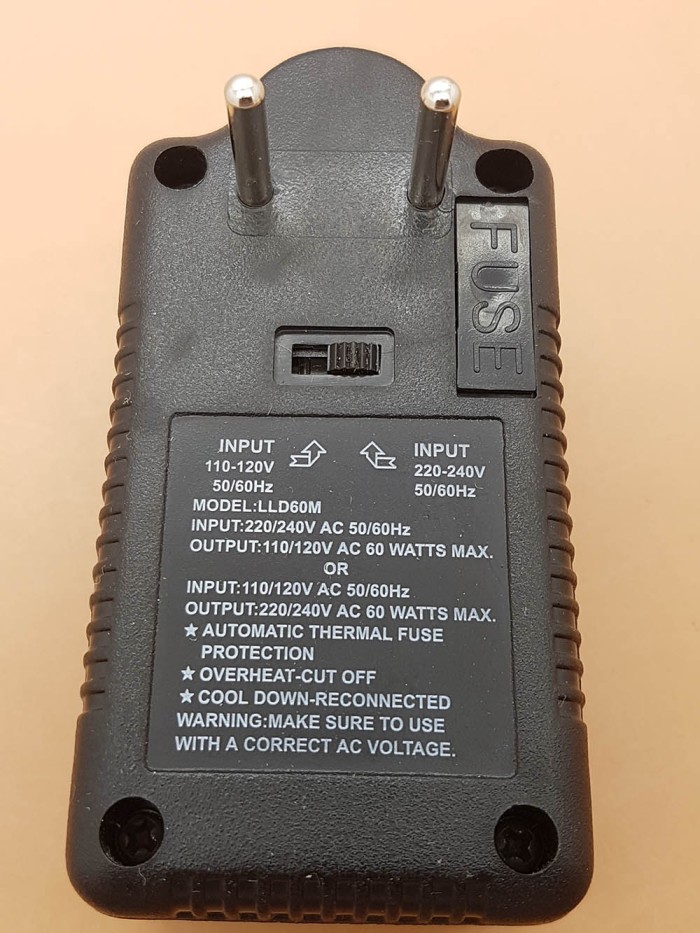 FUSE
INPUT
110-120V
50/60Hz
INPUT
220-240V
50/60Hz
MODEL:LLD60M
INPUT:220/240V AC 50/60Hz
OUTPUT:110/120V AC 60 WATTS MAX.
OR
INPUT:110/120V AC 50/60Hz
OUTPUT:220/240V AC 60 WATTS MAX.
★ AUTOMATIC THERMAL FUSE
PROTECTION
★ OVERHEAT-CUT OFF
★ COOL DOWN-RECONNECTED
WARNING:MAKE SURE TO USE
WITH A CORRECT AC VOLTAGE.